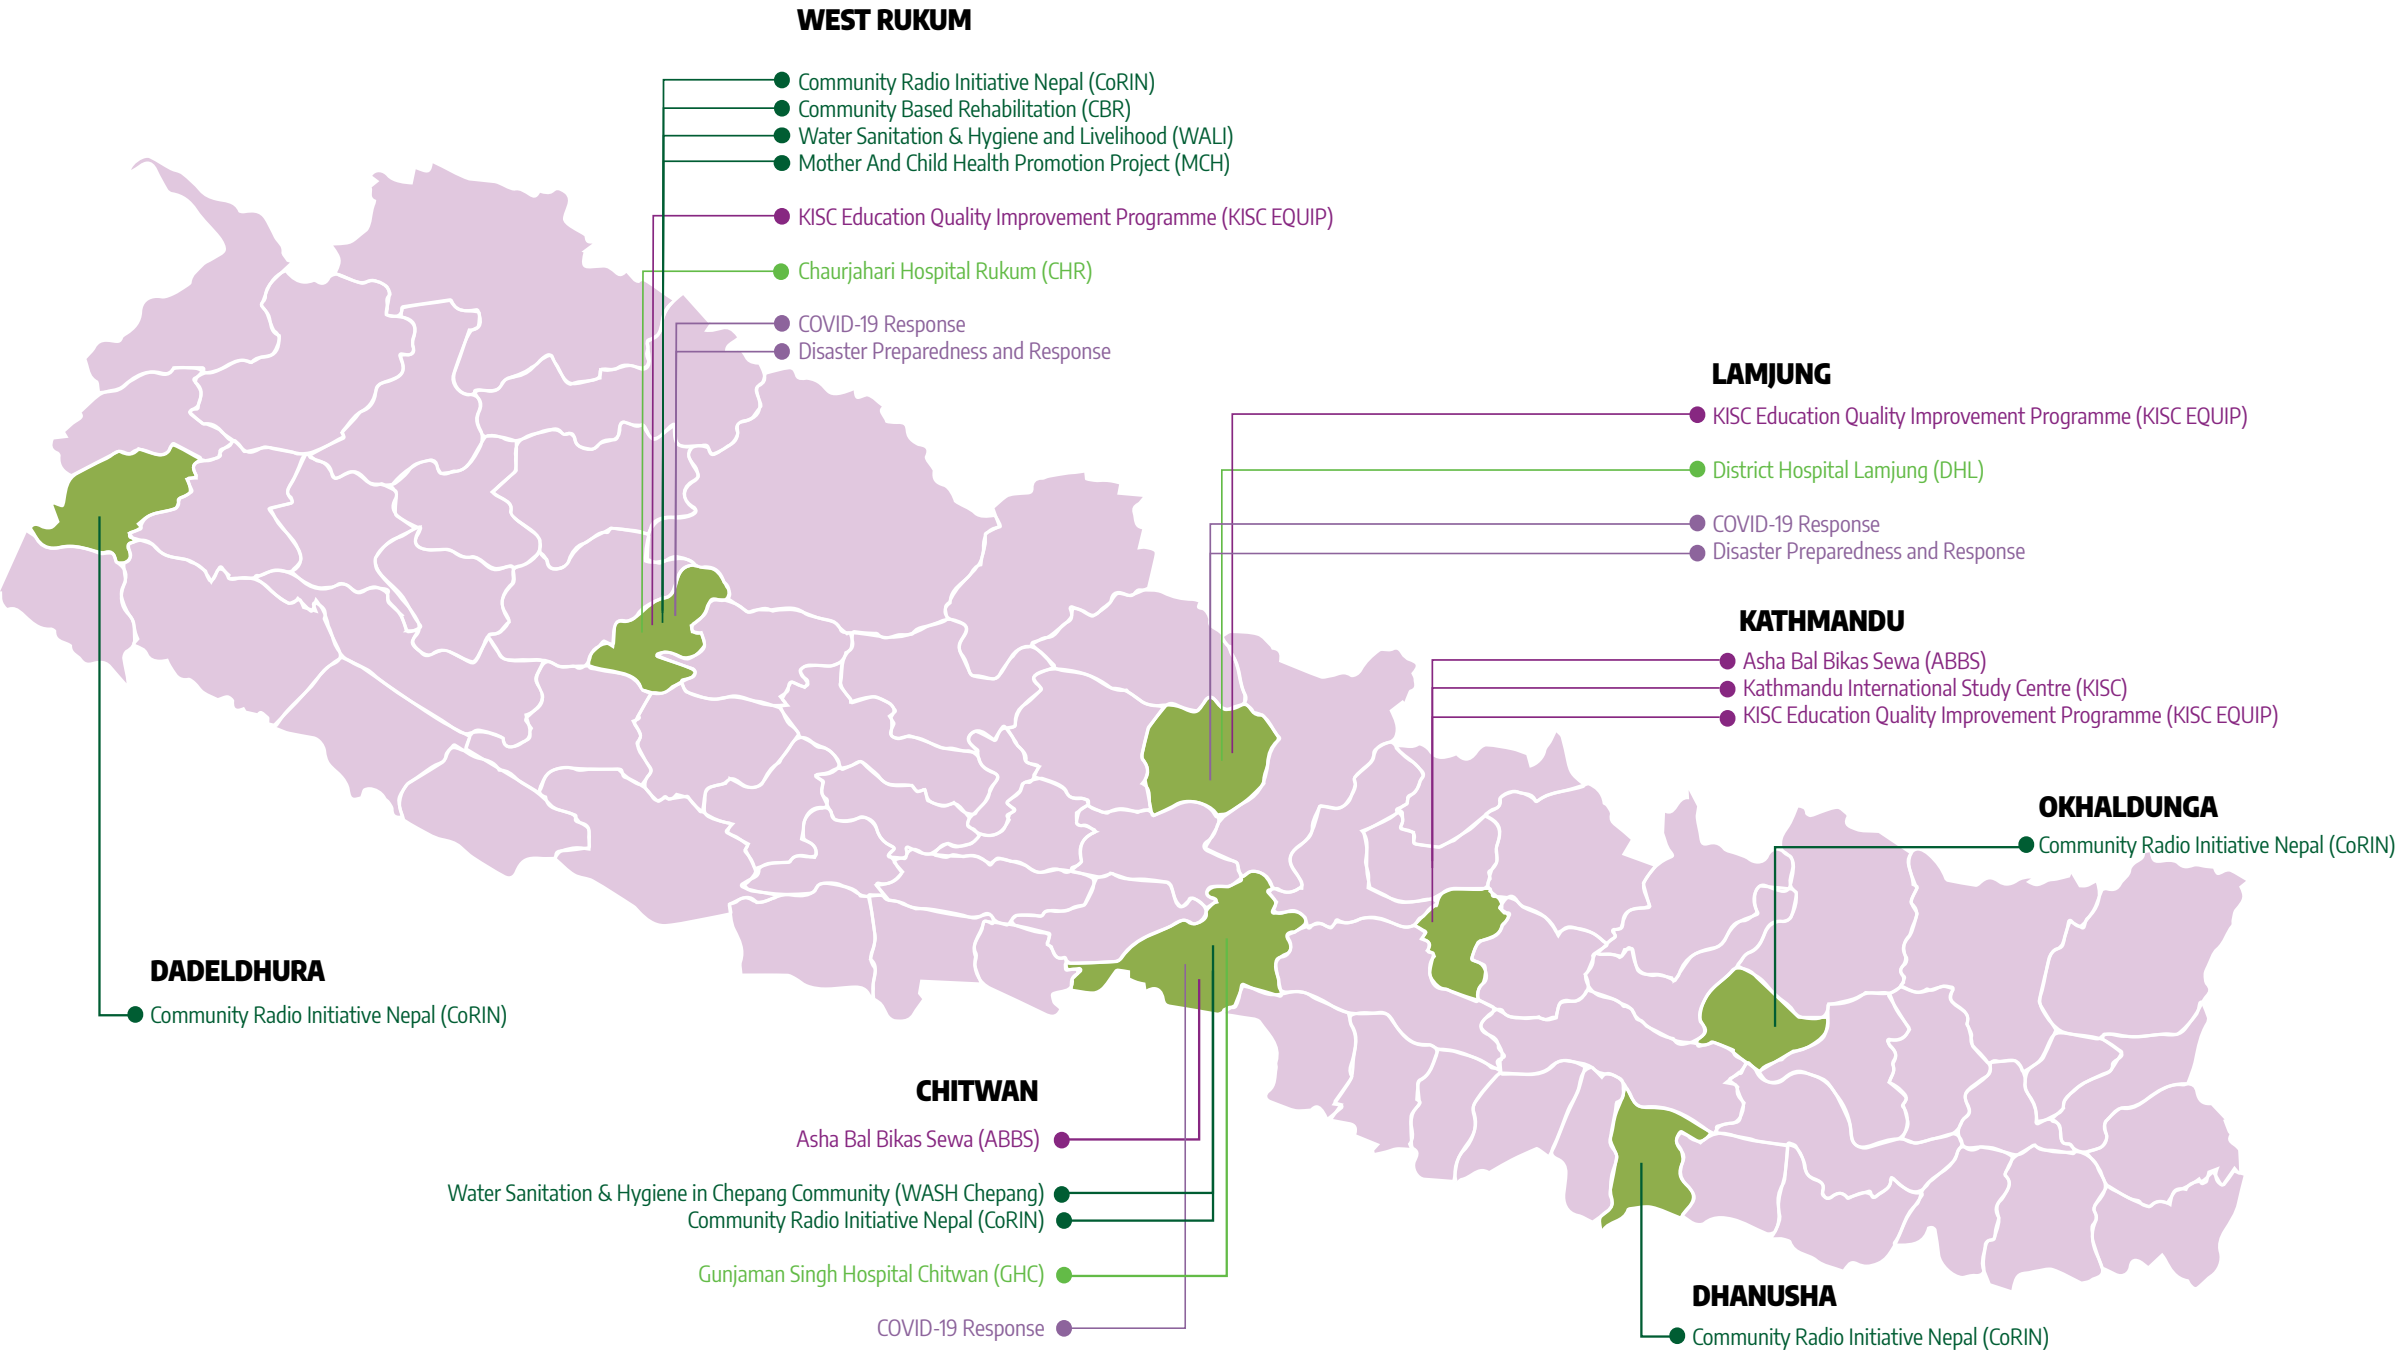 WEST RUKUM
Community Radio Initiative Nepal (CoRIN)
Community Based Rehabilitation (CBR)
Water Sanitation & Hygiene and Livelihood (WALI)
Mother And Child Health Promotion Project (MCH)
KISC Education Quality Improvement Programme (KISC EQUIP)
Chaurjahari Hospital Rukum (CHR)
COVID-19 Response
Disaster Preparedness and Response
LAMJUNG
KISC Education Quality Improvement Programme (KISC EQUIP)
District Hospital Lamjung (DHL)
COVID-19 Response
Disaster Preparedness and Response
KATHMANDU
Asha Bal Bikas Sewa (ABBS)
Kathmandu International Study Centre (KISC)
KISC Education Quality Improvement Programme (KISC EQUIP)
OKHALDUNGA
Community Radio Initiative Nepal (CoRIN)
DADELDHURA
Community Radio Initiative Nepal (CoRIN)
CHITWAN
Asha Bal Bikas Sewa (ABBS)
Water Sanitation & Hygiene in Chepang Community (WASH Chepang)
Community Radio Initiative Nepal (CoRIN)
Gunjaman Singh Hospital Chitwan (GHC)
COVID-19 Response
DHANUSHA
Community Radio Initiative Nepal (CoRIN)